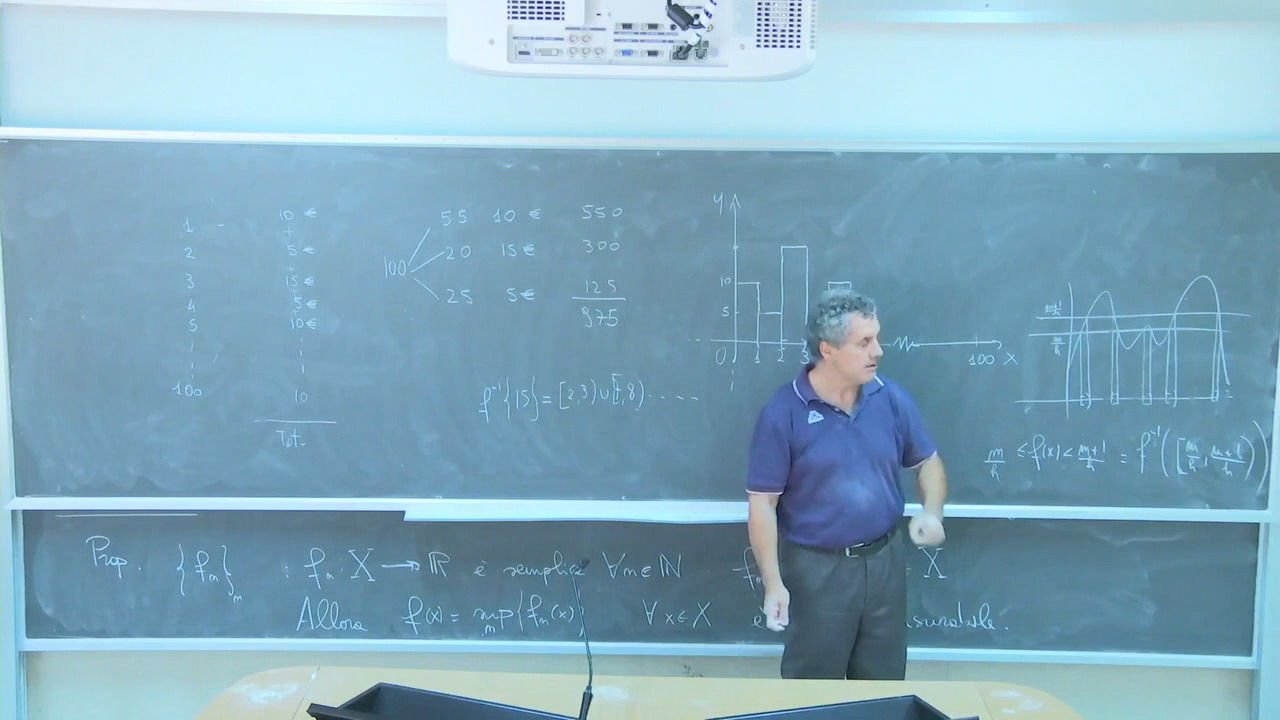 1 - 10 €
+
2 5 €
+
3 15 €
+
4 5 €
+
5 10 €
100 10
Tot.
100
55 10 € 550
20 15 € 300
25 5 € 125
975
f⁻¹{15} = [2,3) ∪ [7,8) .....
y
10
5
0 1 2 3 100 x
m+1/n
m/n
m/n ≤ f(x) < m+1/n = f⁻¹([m/n, m+1/n))
Prop. {fₙ}ₙ : fₙ: X → ℝ è semplice ∀n∈ℕ X
Allora f(x) = sup ₙ {fₙ(x)} ∀x∈X è surabile.